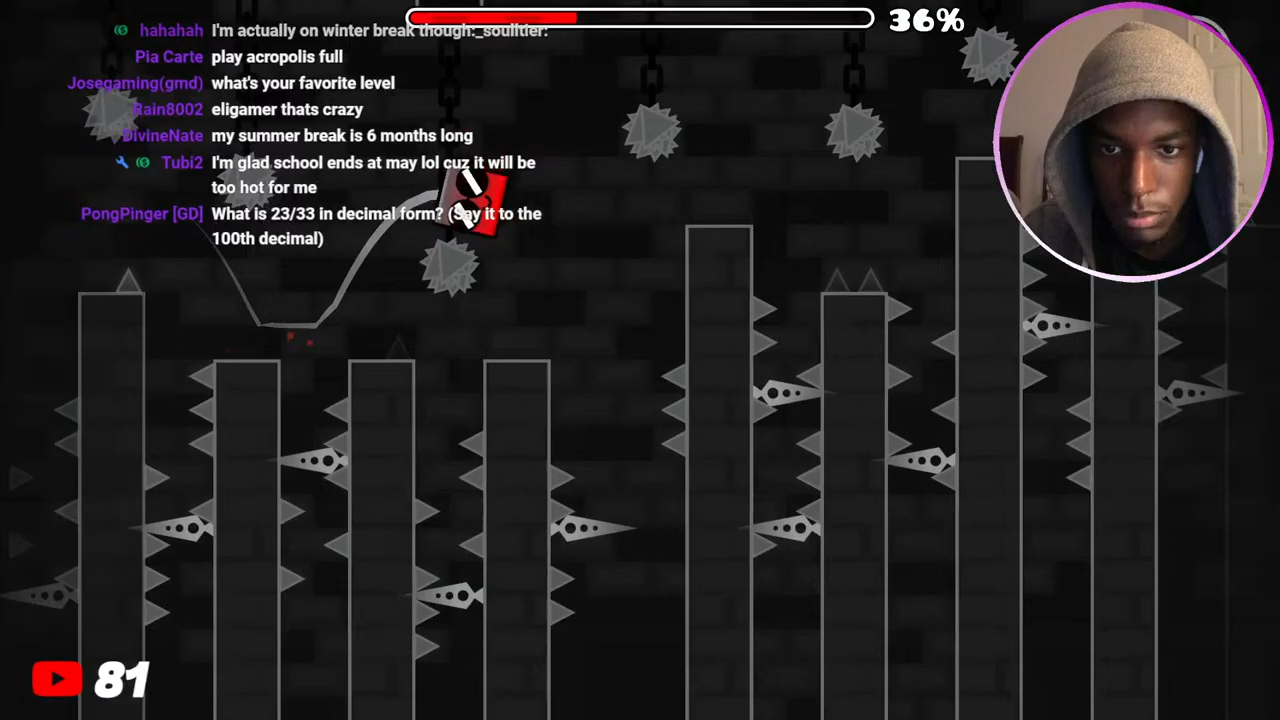 36%
hahahah I'm actually on winter break though:_soulitier:
Pia Carte play acropolis full
Josegaming(gmd) what's your favorite level
Rain8002 eligamer thats crazy
DivineNate my summer break is 6 months long
Tubi2 I'm glad school ends at may lol cuz it will be
too hot for me
PongPinger [GD] What is 23/33 in decimal form? (Say it to the
100th decimal)
81